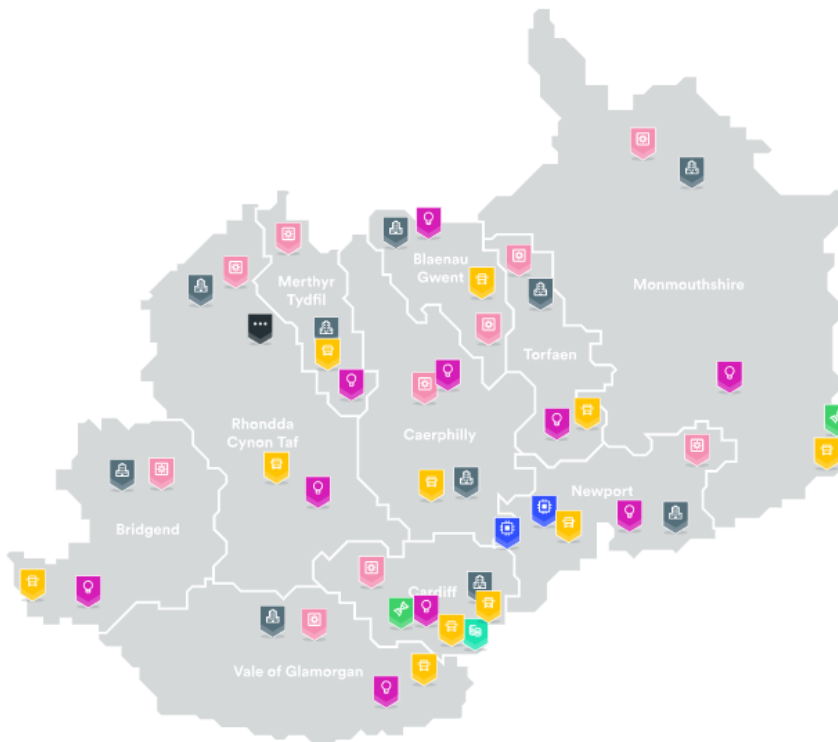 Blaenau
Gwent
Merthyr
Tydfil
Monmouthshire
Torfaen
Rhondda
Cynon Taf
Caerphilly
Newport
Bridgend
Cardiff
Vale of Glamorgan